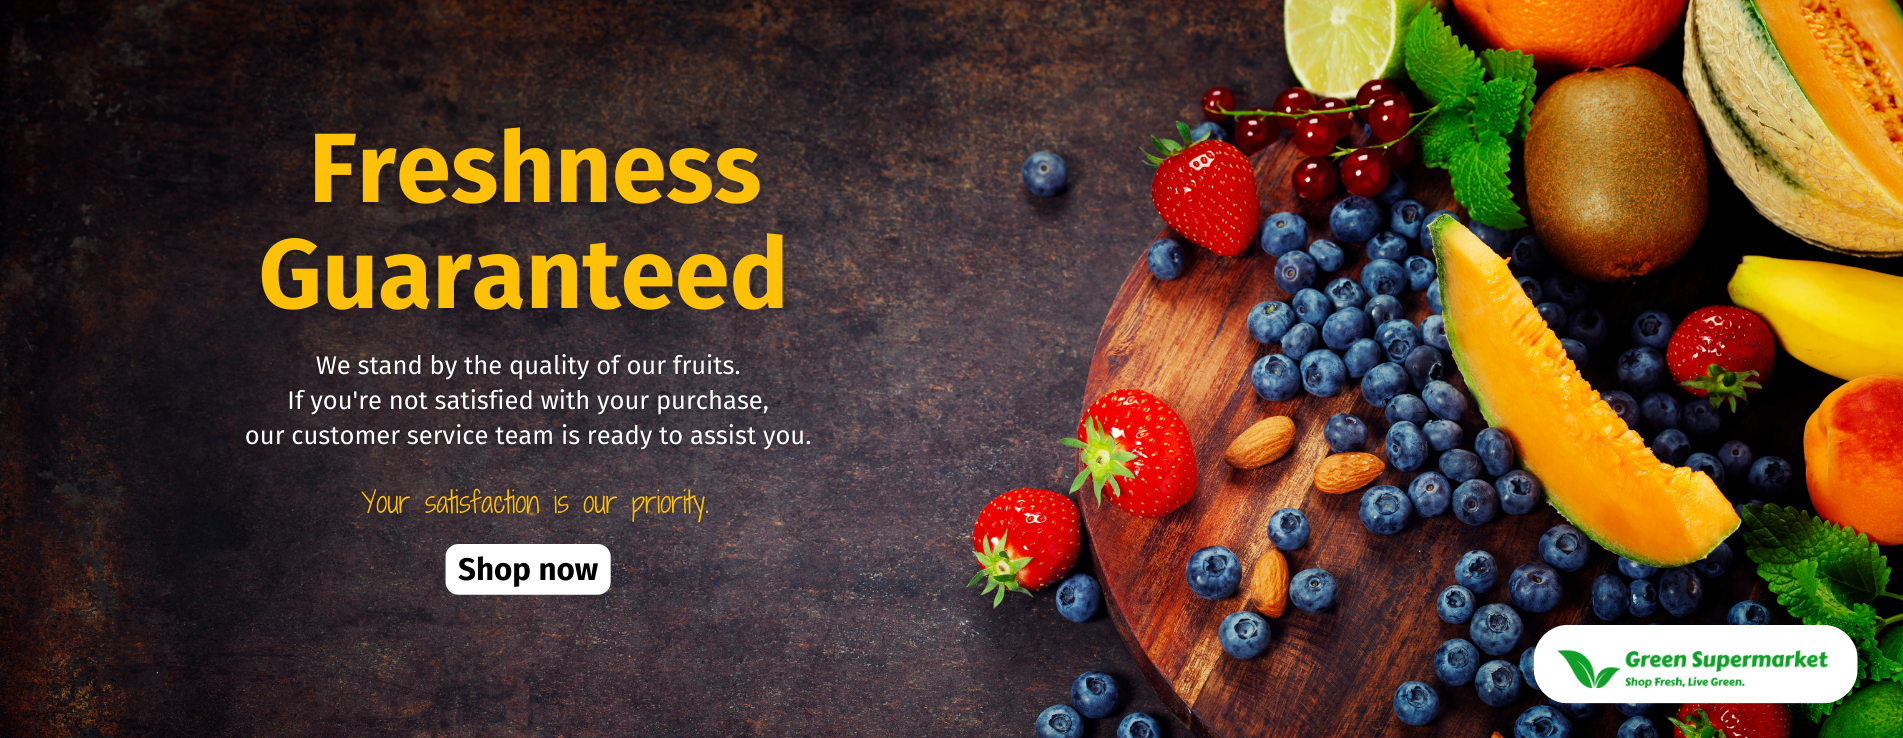 Freshness
Guaranteed
We stand by the quality of our fruits.
If you're not satisfied with your purchase,
our customer service team is ready to assist you.
Your satisfaction is our priority.
Shop now
Green Supermarket
Shop Fresh, Live Green.